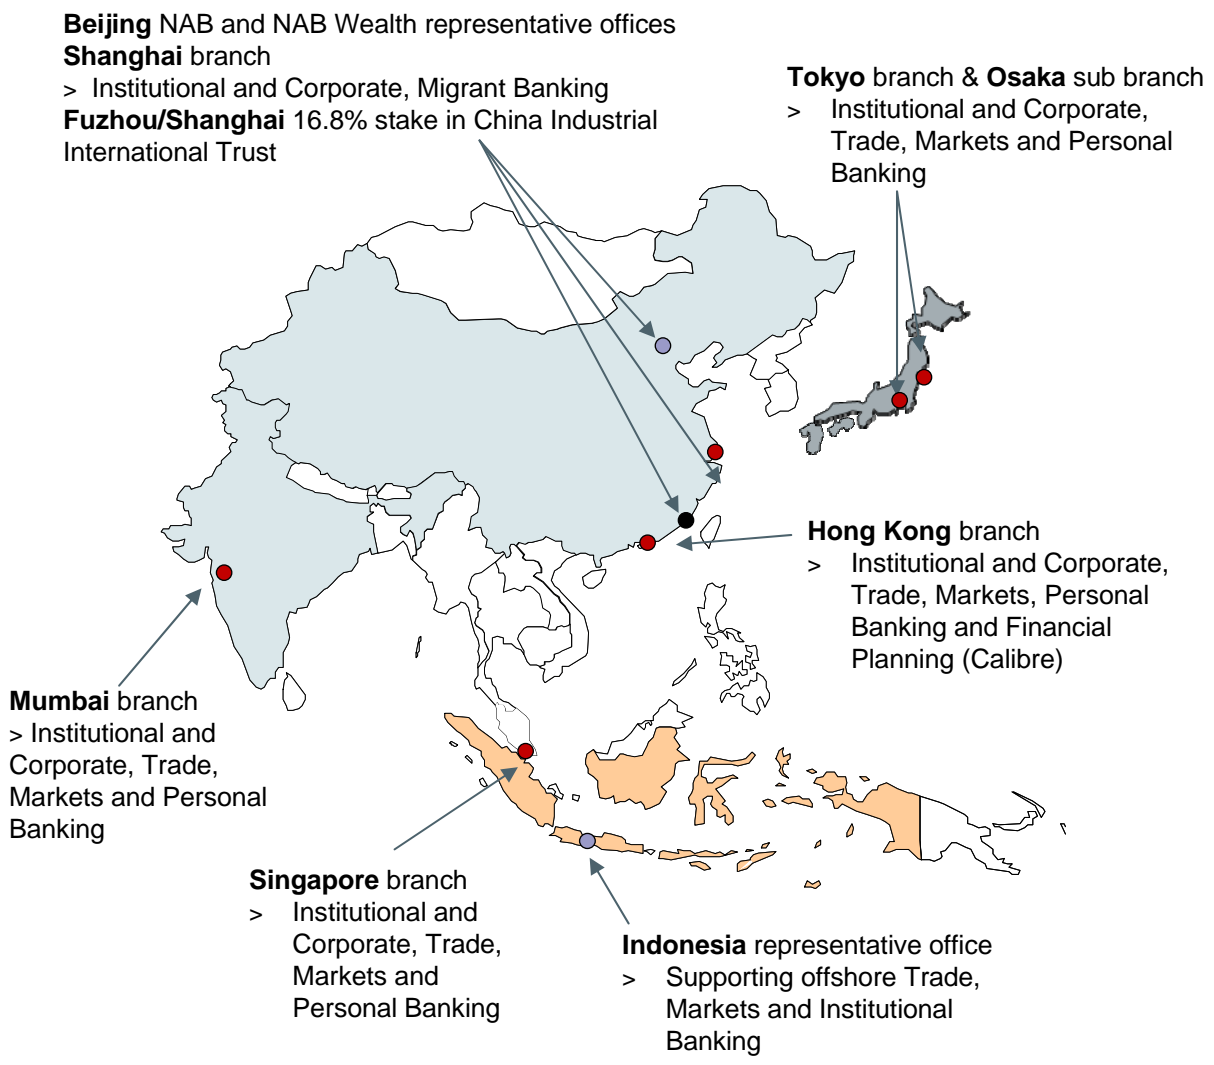 Beijing NAB and NAB Wealth representative offices
Shanghai branch
> Institutional and Corporate, Migrant Banking
Fuzhou/Shanghai 16.8% stake in China Industrial
International Trust
Tokyo branch & Osaka sub branch
> Institutional and Corporate,
Trade, Markets and Personal
Banking
Hong Kong branch
> Institutional and Corporate,
Trade, Markets, Personal
Banking and Financial
Planning (Calibre)
Mumbai branch
> Institutional and
Corporate, Trade,
Markets and Personal
Banking
Singapore branch
> Institutional and
Corporate, Trade,
Markets and
Personal Banking
Indonesia representative office
> Supporting offshore Trade,
Markets and Institutional
Banking